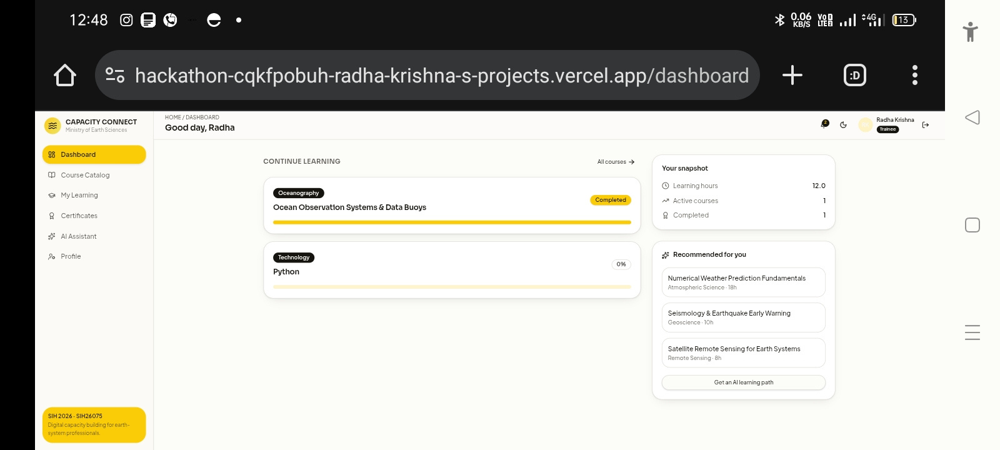 12:48
0.06
KB/S
Vo D
LTE 2
4G
13
hackathon-cqkfpobuh-radha-krishna-s-projects.vercel.app/dashboard
:D
CAPACITY CONNECT
Ministry of Earth Sciences
HOME / DASHBOARD
Good day, Radha
2
Radha Krishna
Trainee
Dashboard
Course Catalog
My Learning
Certificates
AI Assistant
Profile
CONTINUE LEARNING
All courses
Oceanography
Ocean Observation Systems & Data Buoys
Completed
Technology
Python
0%
Your snapshot
Learning hours 12.0
Active courses 1
Completed 1
Recommended for you
Numerical Weather Prediction Fundamentals
Atmospheric Science · 18h
Seismology & Earthquake Early Warning
Geoscience · 10h
Satellite Remote Sensing for Earth Systems
Remote Sensing · 8h
Get an AI learning path
SIH 2026 · SIH26075
Digital capacity building for earth-
system professionals.